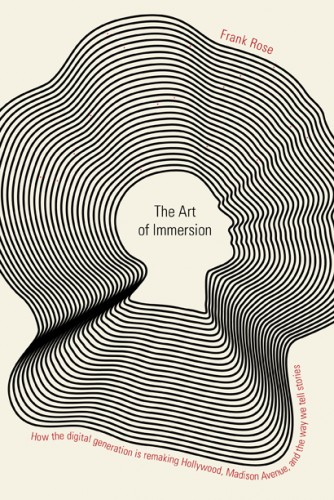 Frank Rose
The Art
of Immersion
How the digital generation is remaking Hollywood, Madison Avenue, and the way we tell stories